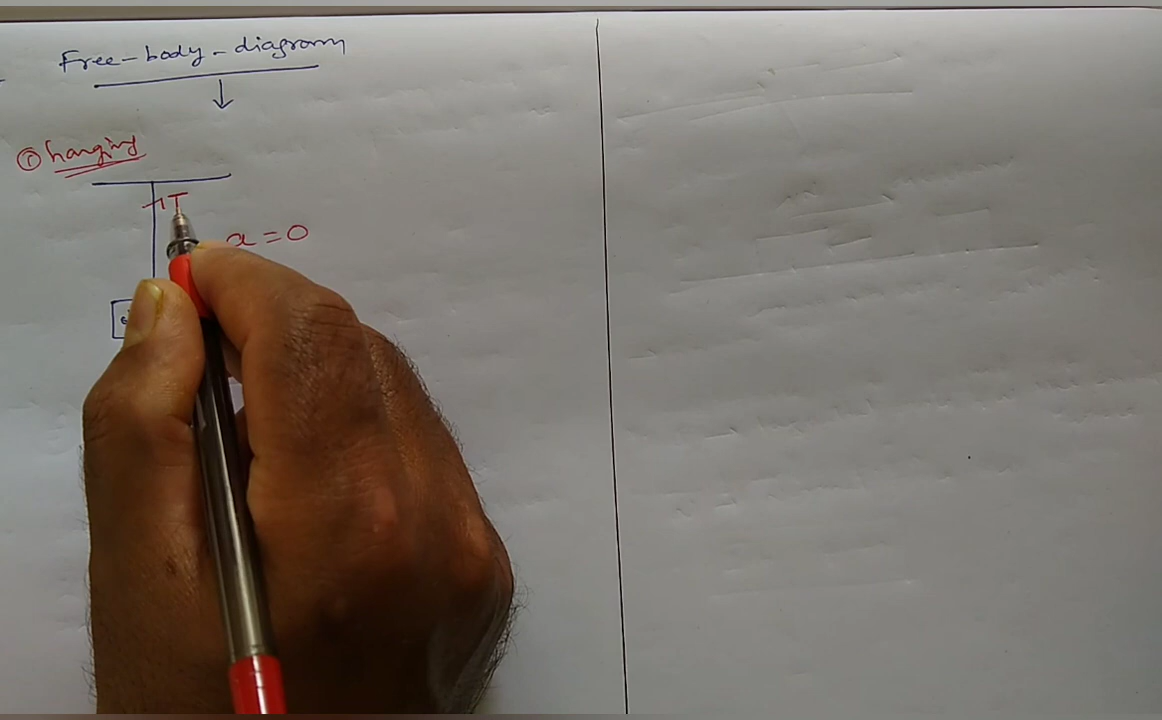 Free-body-diagram
① hanging
T
a = 0